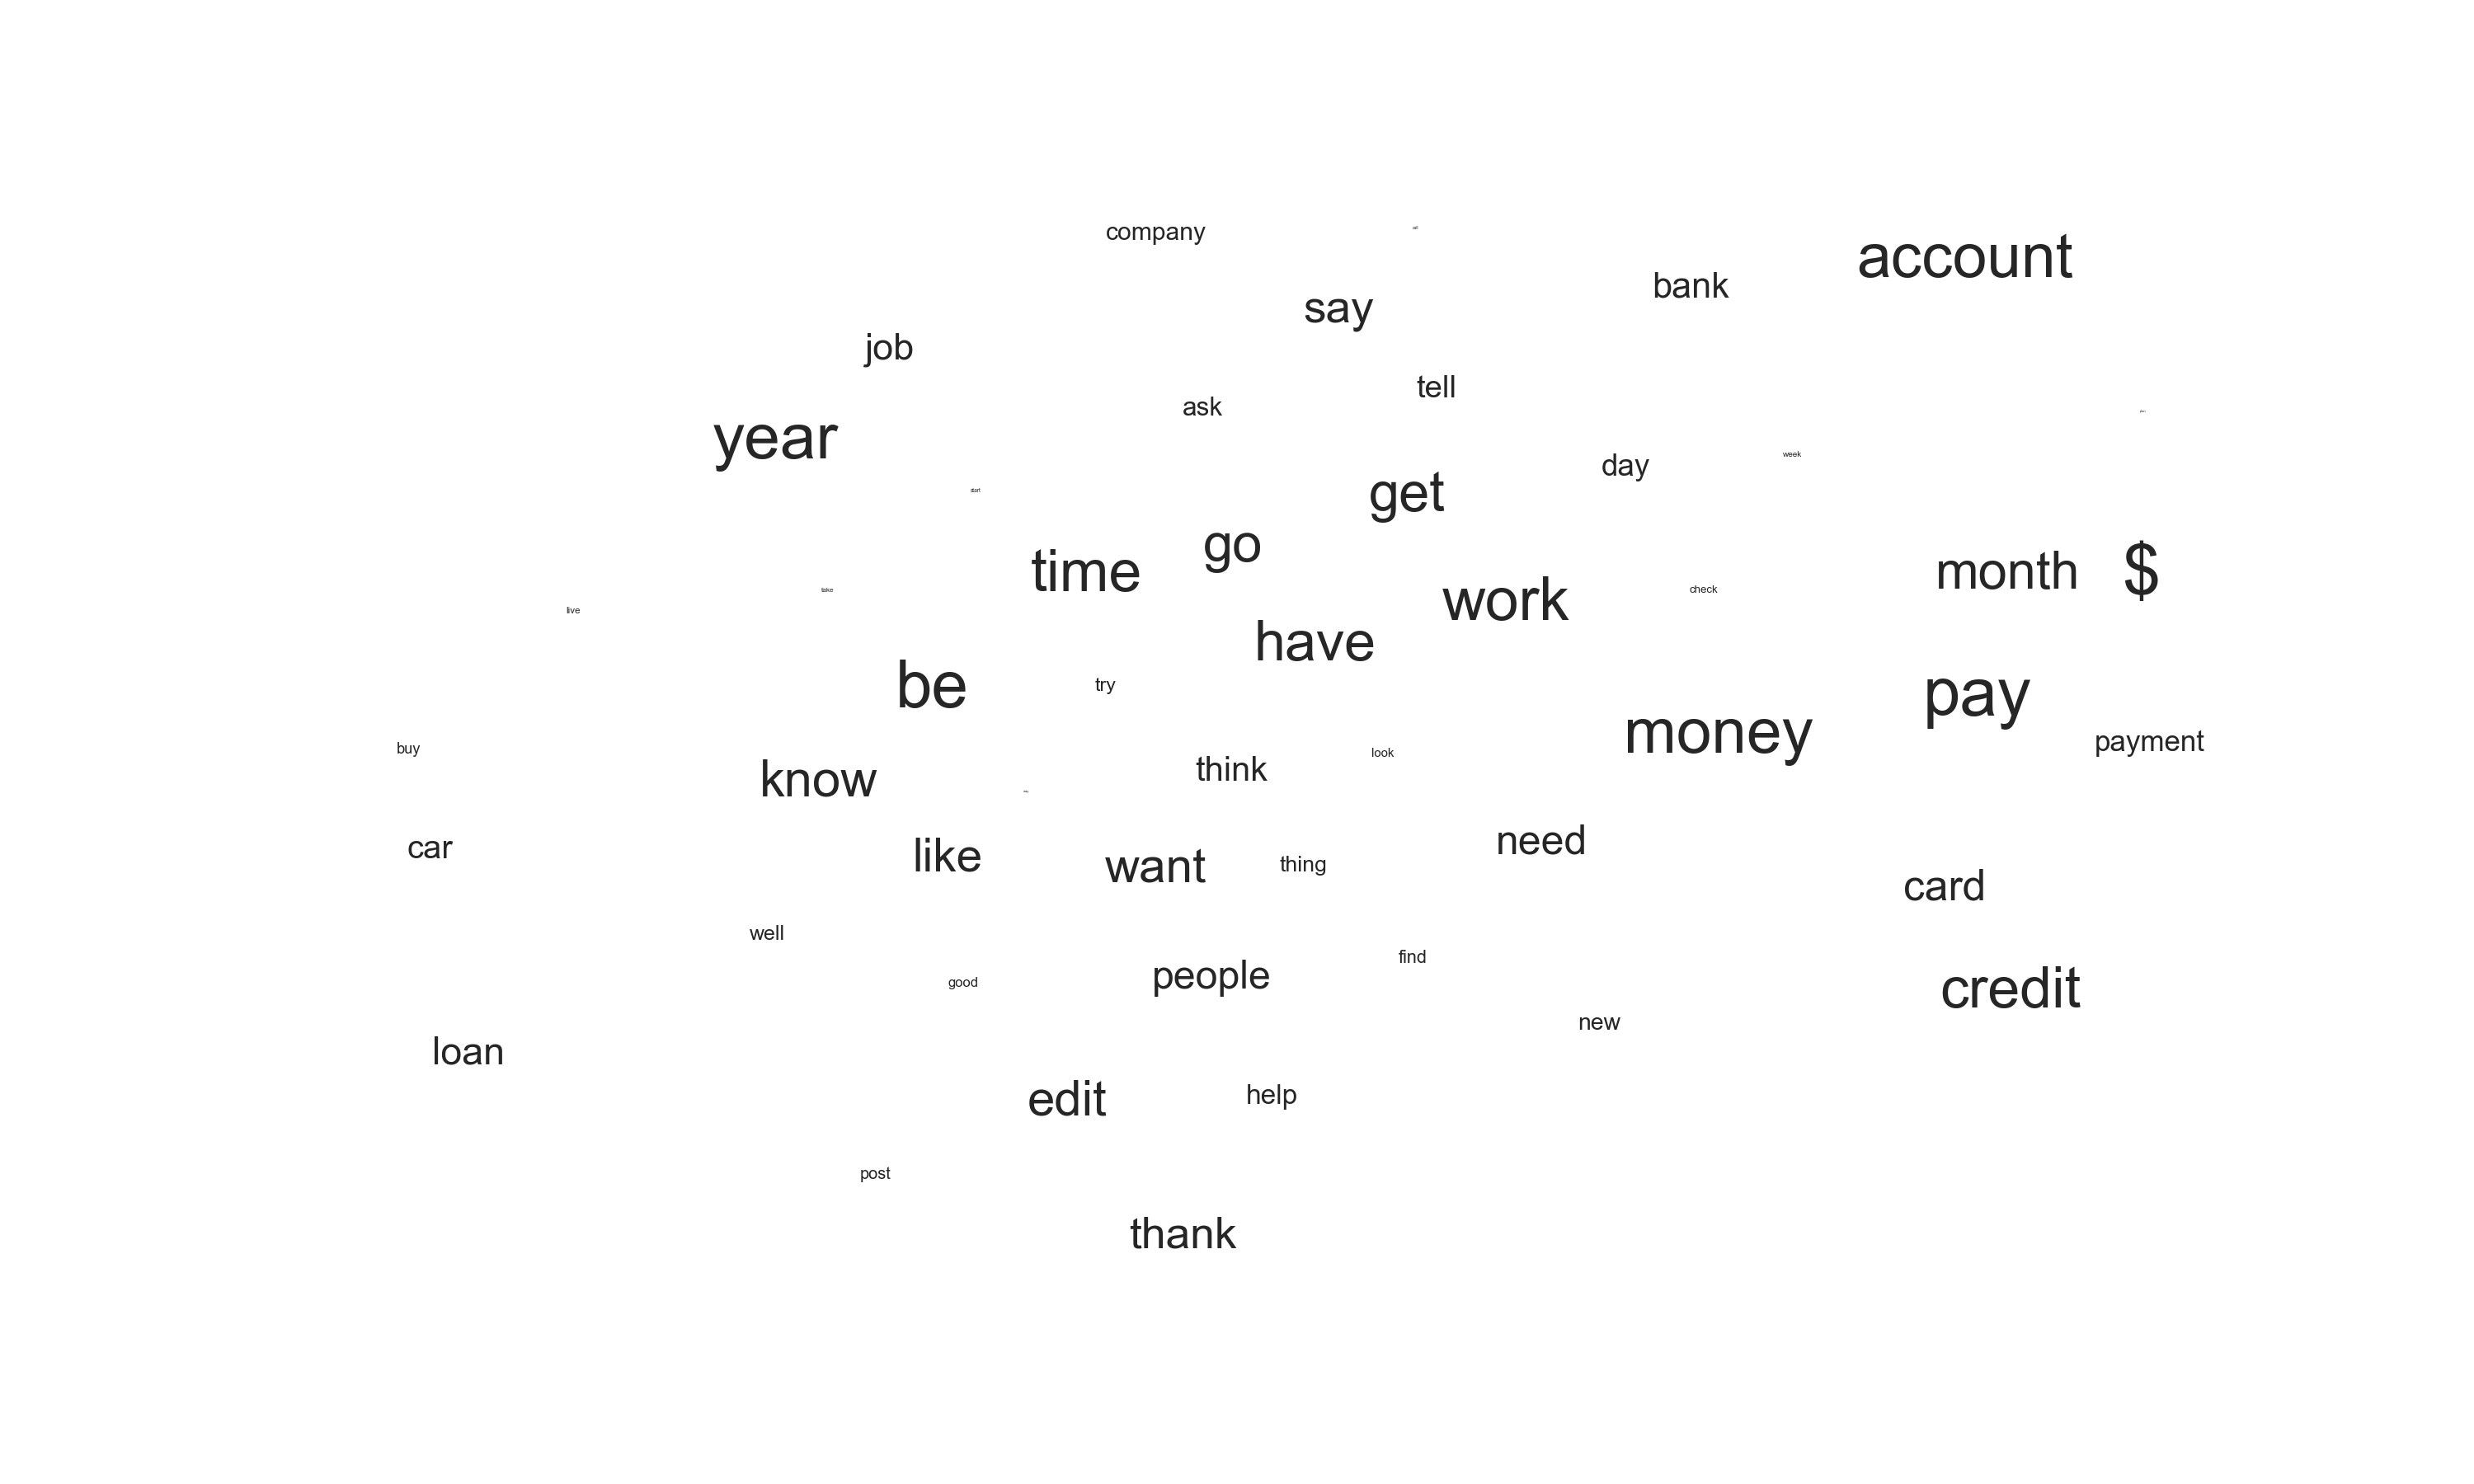 company
account
bank
say
job
tell
ask
year
day
week
get
start
go
time
month
$
work
check
take
live
have
be
try
pay
money
payment
buy
look
think
know
need
car
like
want
thing
card
well
find
people
good
credit
new
loan
help
edit
post
thank